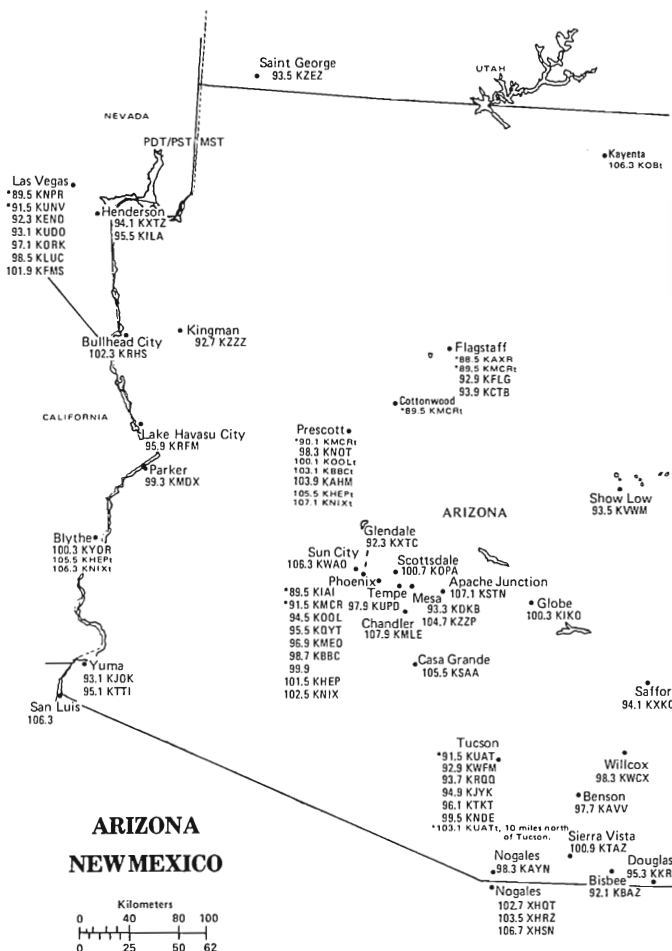 Saint George
93.5 KZEZ
UTAH
NEVADA
PDT/PST MST
Kayenta
106.3 KOBt
Las Vegas
*89.5 KNPR
*91.5 KUNV
92.3 KEND
93.1 KUDO
97.1 KORK
98.5 KLUC
101.9 KFMS
Henderson
94.1 KXTZ
95.5 KILA
Bullhead City
102.3 KRHS
Kingman
92.7 KZZZ
Flagstaff
*88.5 KAXR
*89.5 KMCRt
92.9 KFLG
93.9 KCTB
Cottonwood
*89.5 KMCRt
CALIFORNIA
Lake Havasu City
95.9 KRFM
Parker
99.3 KMDX
Prescott
*90.1 KMCRt
98.3 KNOT
100.1 KOOLt
103.1 KBBCt
103.9 KAHM
105.5 KHEPt
107.1 KNIXt
Show Low
93.5 KVWM
ARIZONA
Blythe
100.3 KYOR
105.5 KHEPt
106.3 KNIXt
Glendale
92.3 KXTC
Sun City
106.3 KWAO
Scottsdale
100.7 KOPA
Phoenix
*89.5 KIAI
*91.5 KMCR
94.5 KOOL
95.5 KQYT
96.9 KMEO
98.7 KBBC
99.9
101.5 KHEP
102.5 KNIX
Tempe
97.9 KUPD
Mesa
93.3 KDKB
104.7 KZZP
Apache Junction
107.1 KSTN
Chandler
107.9 KMLE
Globe
100.3 KIKO
Casa Grande
105.5 KSAA
Yuma
93.1 KJOK
95.1 KTTI
San Luis
106.3
Saffor
94.1 KXKQ
Tucson
*91.5 KUAT
92.9 KWFM
93.7 KRQQ
94.9 KJYK
96.1 KTKT
99.5 KNDE
*103.1 KUATt, 10 miles north
of Tucson.
Willcox
98.3 KWCX
Benson
97.7 KAVV
Sierra Vista
100.9 KTAZ
Nogales
98.3 KAYN
Bisbee
92.1 KBAZ
Douglas
95.3 KKR
Nogales
102.7 XHQT
103.5 XHRZ
106.7 XHSN
ARIZONA
NEW MEXICO
Kilometers
0 40 80 100
0 25 50 62